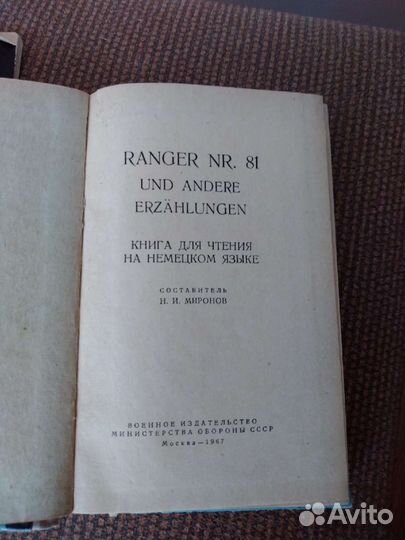 RANGER NR. 81
UND ANDERE
ERZÄHLUNGEN
КНИГА ДЛЯ ЧТЕНИЯ
НА НЕМЕЦКОМ ЯЗЫКЕ
СОСТАВИТЕЛЬ
Н. И. МИРОНОВ
ВОЕННОЕ ИЗДАТЕЛЬСТВО
МИНИСТЕРСТВА ОБОРОНЫ СССР
Москва—1967
Avito